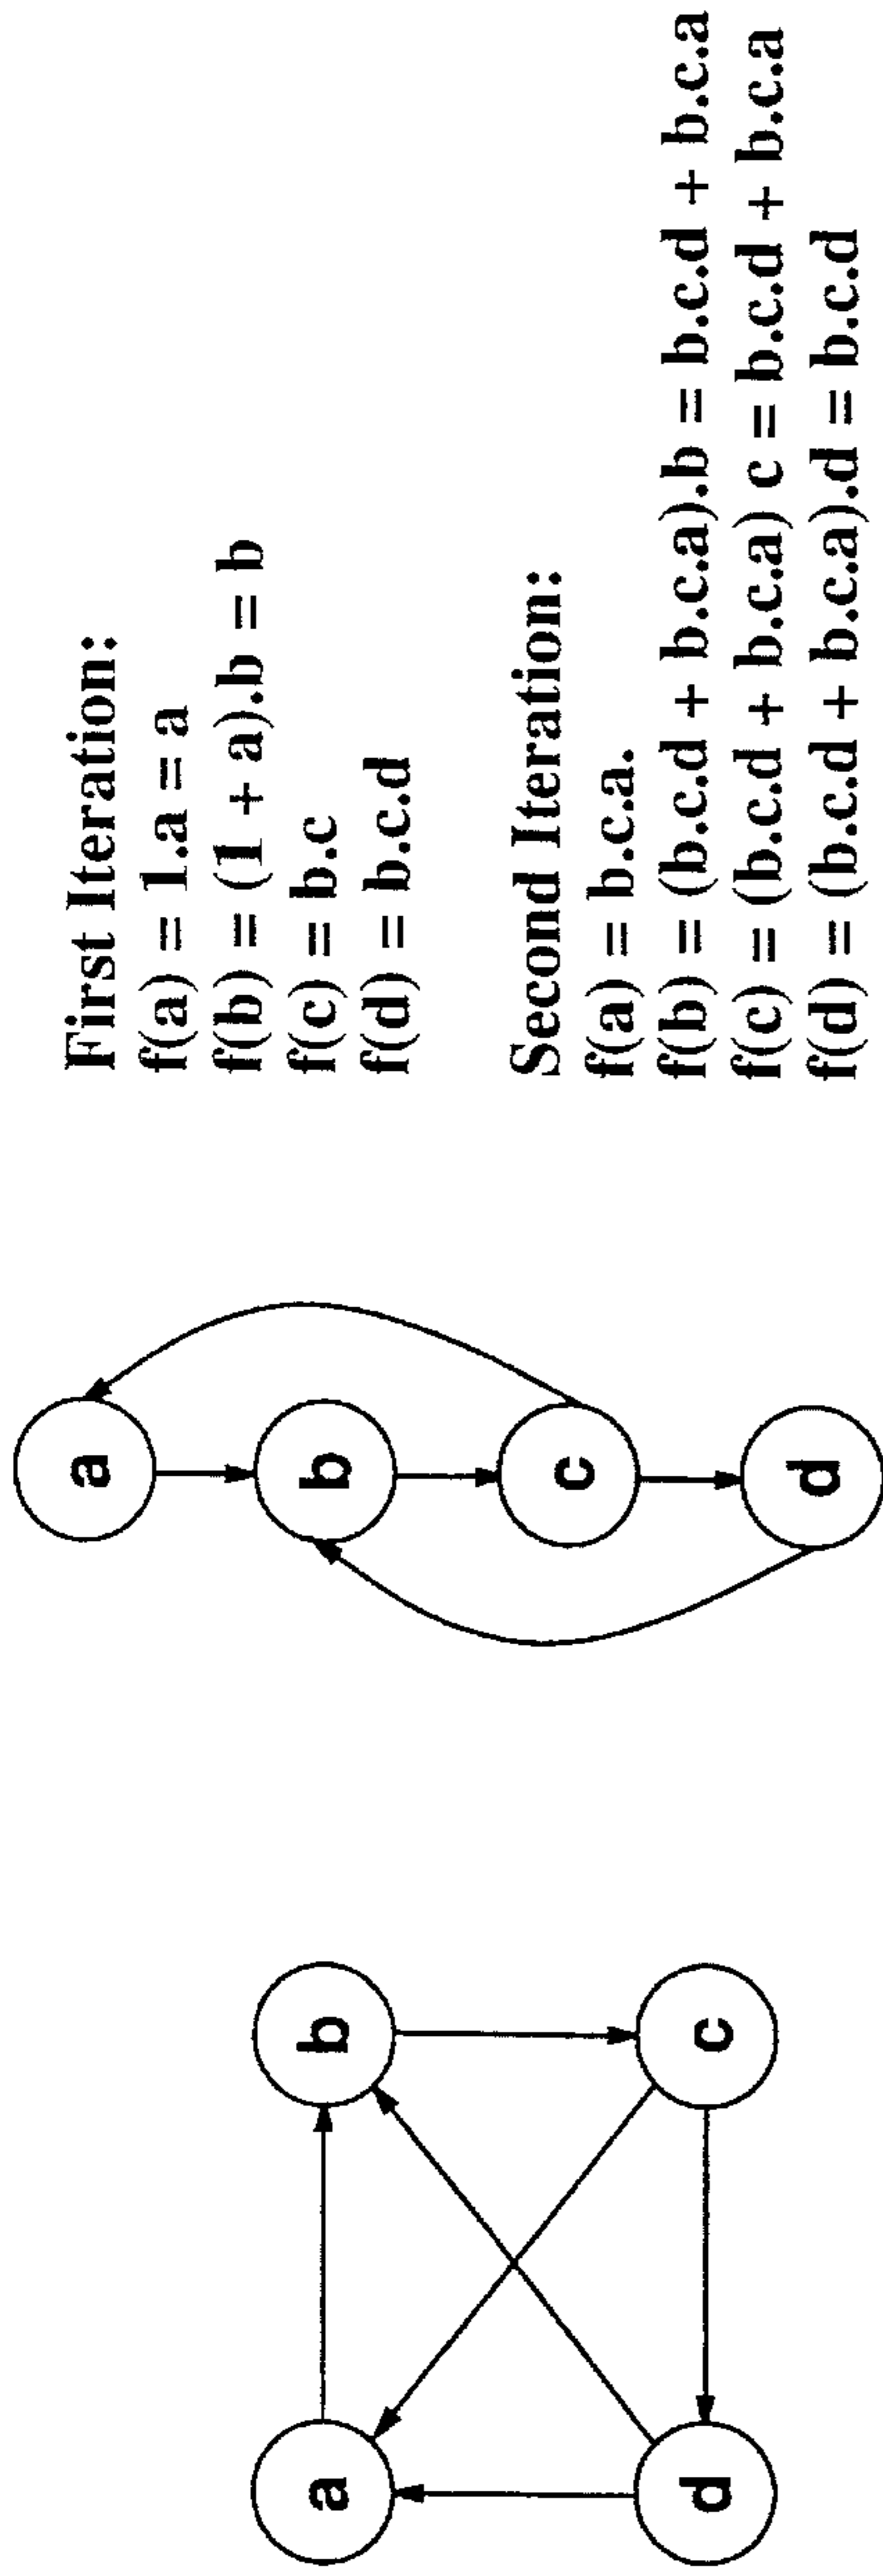 a
b
c
d
a
b
c
d
First Iteration:
f(a) = 1.a = a
f(b) = (1 + a).b = b
f(c) = b.c
f(d) = b.c.d
Second Iteration:
f(a) = b.c.a.
f(b) = (b.c.d + b.c.a).b = b.c.d + b.c.a
f(c) = (b.c.d + b.c.a) c = b.c.d + b.c.a
f(d) = (b.c.d + b.c.a).d = b.c.d